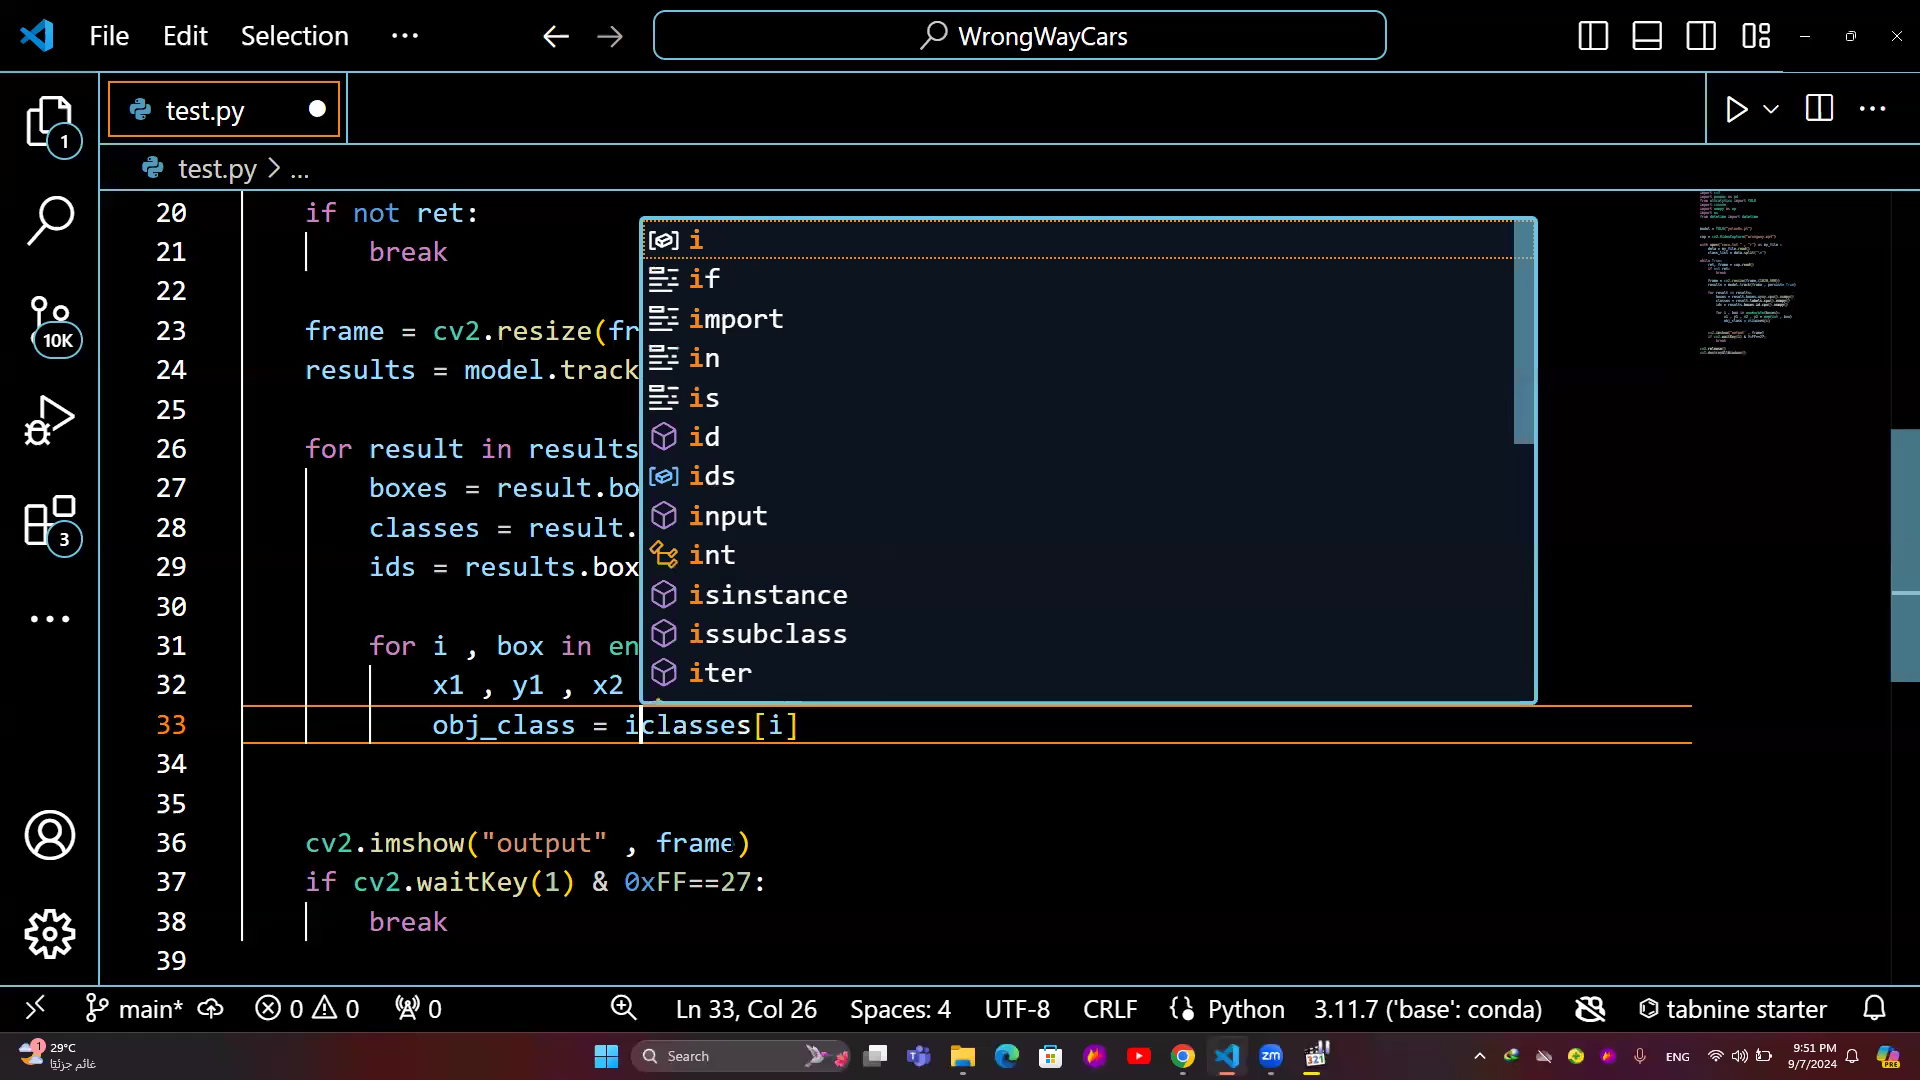 File Edit Selection ··· WrongWayCars
test.py
test.py > ...
1
10K
3
20 if not ret:
21 break
22
23 frame = cv2.resize(fr
24 results = model.track
25
26 for result in results
27 boxes = result.bo
28 classes = result.
29 ids = results.box
30
31 for i , box in en
32 x1 , y1 , x2
33 obj_class = iclasses[i]
34
35
36 cv2.imshow("output" , frame)
37 if cv2.waitKey(1) & 0xFF==27:
38 break
39
i
if
import
in
is
id
ids
input
int
isinstance
issubclass
iter
main* 0 0 0 Ln 33, Col 26 Spaces: 4 UTF-8 CRLF Python 3.11.7 ('base': conda) tabnine starter
1 29°C
غائم جزئيًا
Search
zm
321
ENG
9:51 PM
9/7/2024
PRE